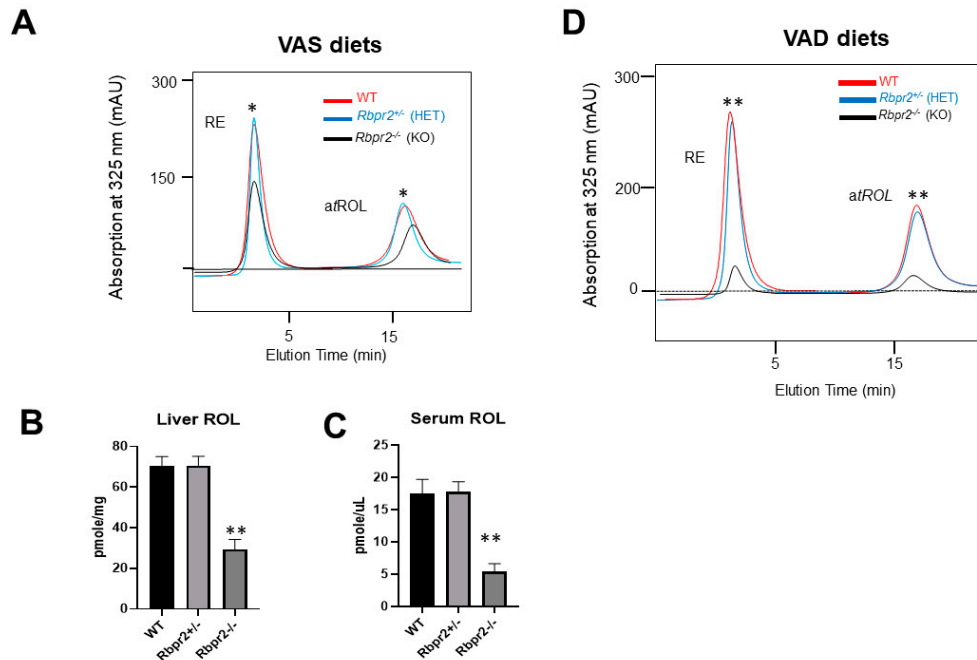 A
VAS diets
300
150
Absorption at 325 nm (mAU)
RE
*
WT
Rbpr2+/- (HET)
Rbpr2-/- (KO)
atROL
*
5
15
Elution Time (min)
D
VAD diets
300
200
0
Absorption at 325 nm (mAU)
RE
**
WT
Rbpr2+/- (HET)
Rbpr2-/- (KO)
atROL
**
5
15
Elution Time (min)
B
Liver ROL
80
60
40
20
0
pmole/mg
**
WT
Rbpr2+/-
Rbpr2-/-
C
Serum ROL
25
20
15
10
5
0
pmole/uL
**
WT
Rbpr2+/-
Rbpr2-/-